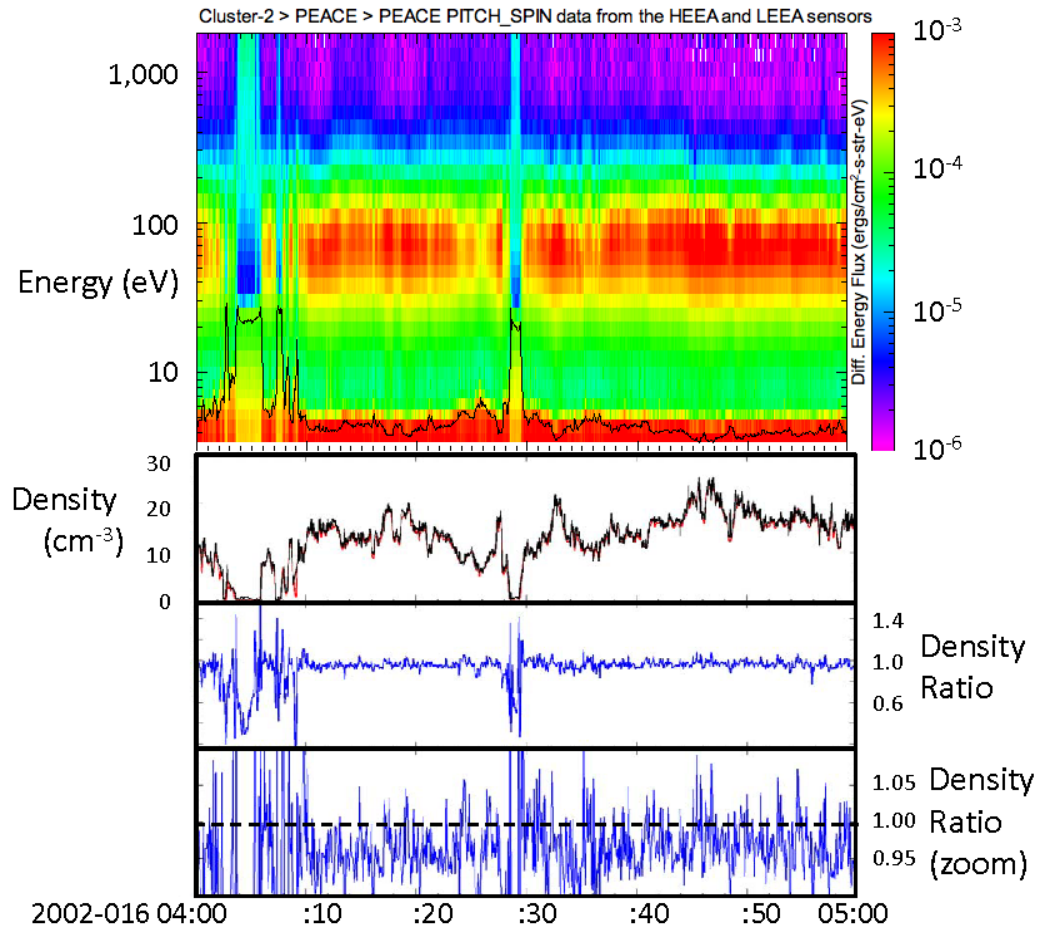 Cluster-2 > PEACE > PEACE PITCH_SPIN data from the HEEA and LEEA sensors
1,000
100
Energy (eV)
10
10⁻³
10⁻⁴
10⁻⁵
10⁻⁶
Diff. Energy Flux (ergs/cm²-s-str-eV)
Density
(cm⁻³)
30
20
10
0
1.4
1.0
0.6
Density
Ratio
1.05
1.00
0.95
Density
Ratio
(zoom)
2002-016 04:00 :10 :20 :30 :40 :50 05:00